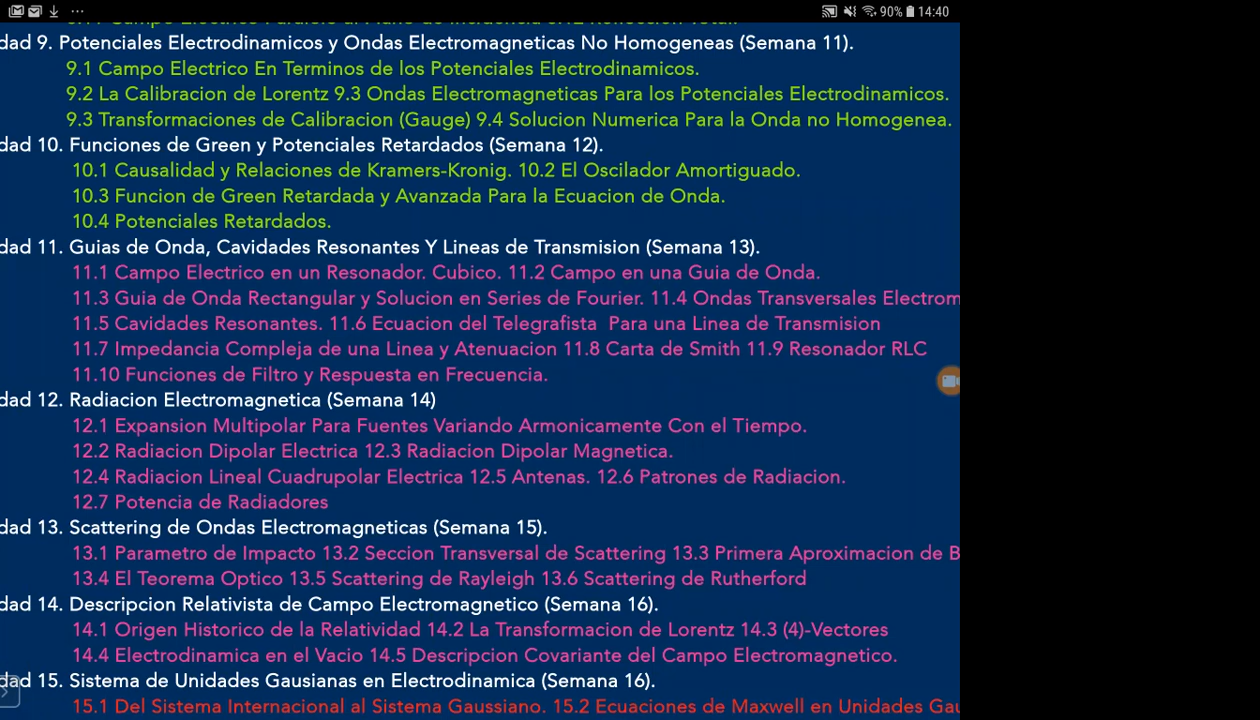 90% 14:40
dad 9. Potenciales Electrodinamicos y Ondas Electromagneticas No Homogeneas (Semana 11).
9.1 Campo Electrico En Terminos de los Potenciales Electrodinamicos.
9.2 La Calibracion de Lorentz 9.3 Ondas Electromagneticas Para los Potenciales Electrodinamicos.
9.3 Transformaciones de Calibracion (Gauge) 9.4 Solucion Numerica Para la Onda no Homogenea.
dad 10. Funciones de Green y Potenciales Retardados (Semana 12).
10.1 Causalidad y Relaciones de Kramers-Kronig. 10.2 El Oscilador Amortiguado.
10.3 Funcion de Green Retardada y Avanzada Para la Ecuacion de Onda.
10.4 Potenciales Retardados.
dad 11. Guias de Onda, Cavidades Resonantes Y Lineas de Transmision (Semana 13).
11.1 Campo Electrico en un Resonador. Cubico. 11.2 Campo en una Guia de Onda.
11.3 Guia de Onda Rectangular y Solucion en Series de Fourier. 11.4 Ondas Transversales Electrom
11.5 Cavidades Resonantes. 11.6 Ecuacion del Telegrafista Para una Linea de Transmision
11.7 Impedancia Compleja de una Linea y Atenuacion 11.8 Carta de Smith 11.9 Resonador RLC
11.10 Funciones de Filtro y Respuesta en Frecuencia.
dad 12. Radiacion Electromagnetica (Semana 14)
12.1 Expansion Multipolar Para Fuentes Variando Armonicamente Con el Tiempo.
12.2 Radiacion Dipolar Electrica 12.3 Radiacion Dipolar Magnetica.
12.4 Radiacion Lineal Cuadrupolar Electrica 12.5 Antenas. 12.6 Patrones de Radiacion.
12.7 Potencia de Radiadores
dad 13. Scattering de Ondas Electromagneticas (Semana 15).
13.1 Parametro de Impacto 13.2 Seccion Transversal de Scattering 13.3 Primera Aproximacion de B
13.4 El Teorema Optico 13.5 Scattering de Rayleigh 13.6 Scattering de Rutherford
dad 14. Descripcion Relativista de Campo Electromagnetico (Semana 16).
14.1 Origen Historico de la Relatividad 14.2 La Transformacion de Lorentz 14.3 (4)-Vectores
14.4 Electrodinamica en el Vacio 14.5 Descripcion Covariante del Campo Electromagnetico.
dad 15. Sistema de Unidades Gausianas en Electrodinamica (Semana 16).
15.1 Del Sistema Internacional al Sistema Gaussiano. 15.2 Ecuaciones de Maxwell en Unidades Gau